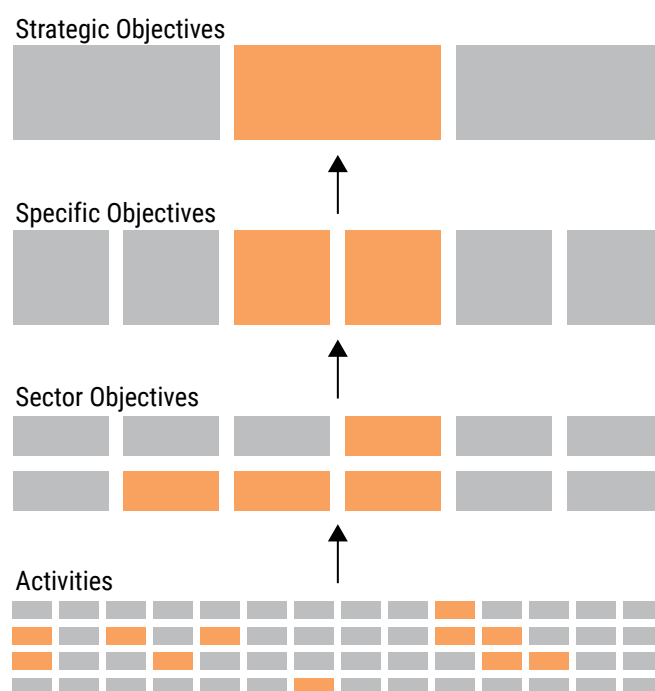 Strategic Objectives
Specific Objectives
Sector Objectives
Activities